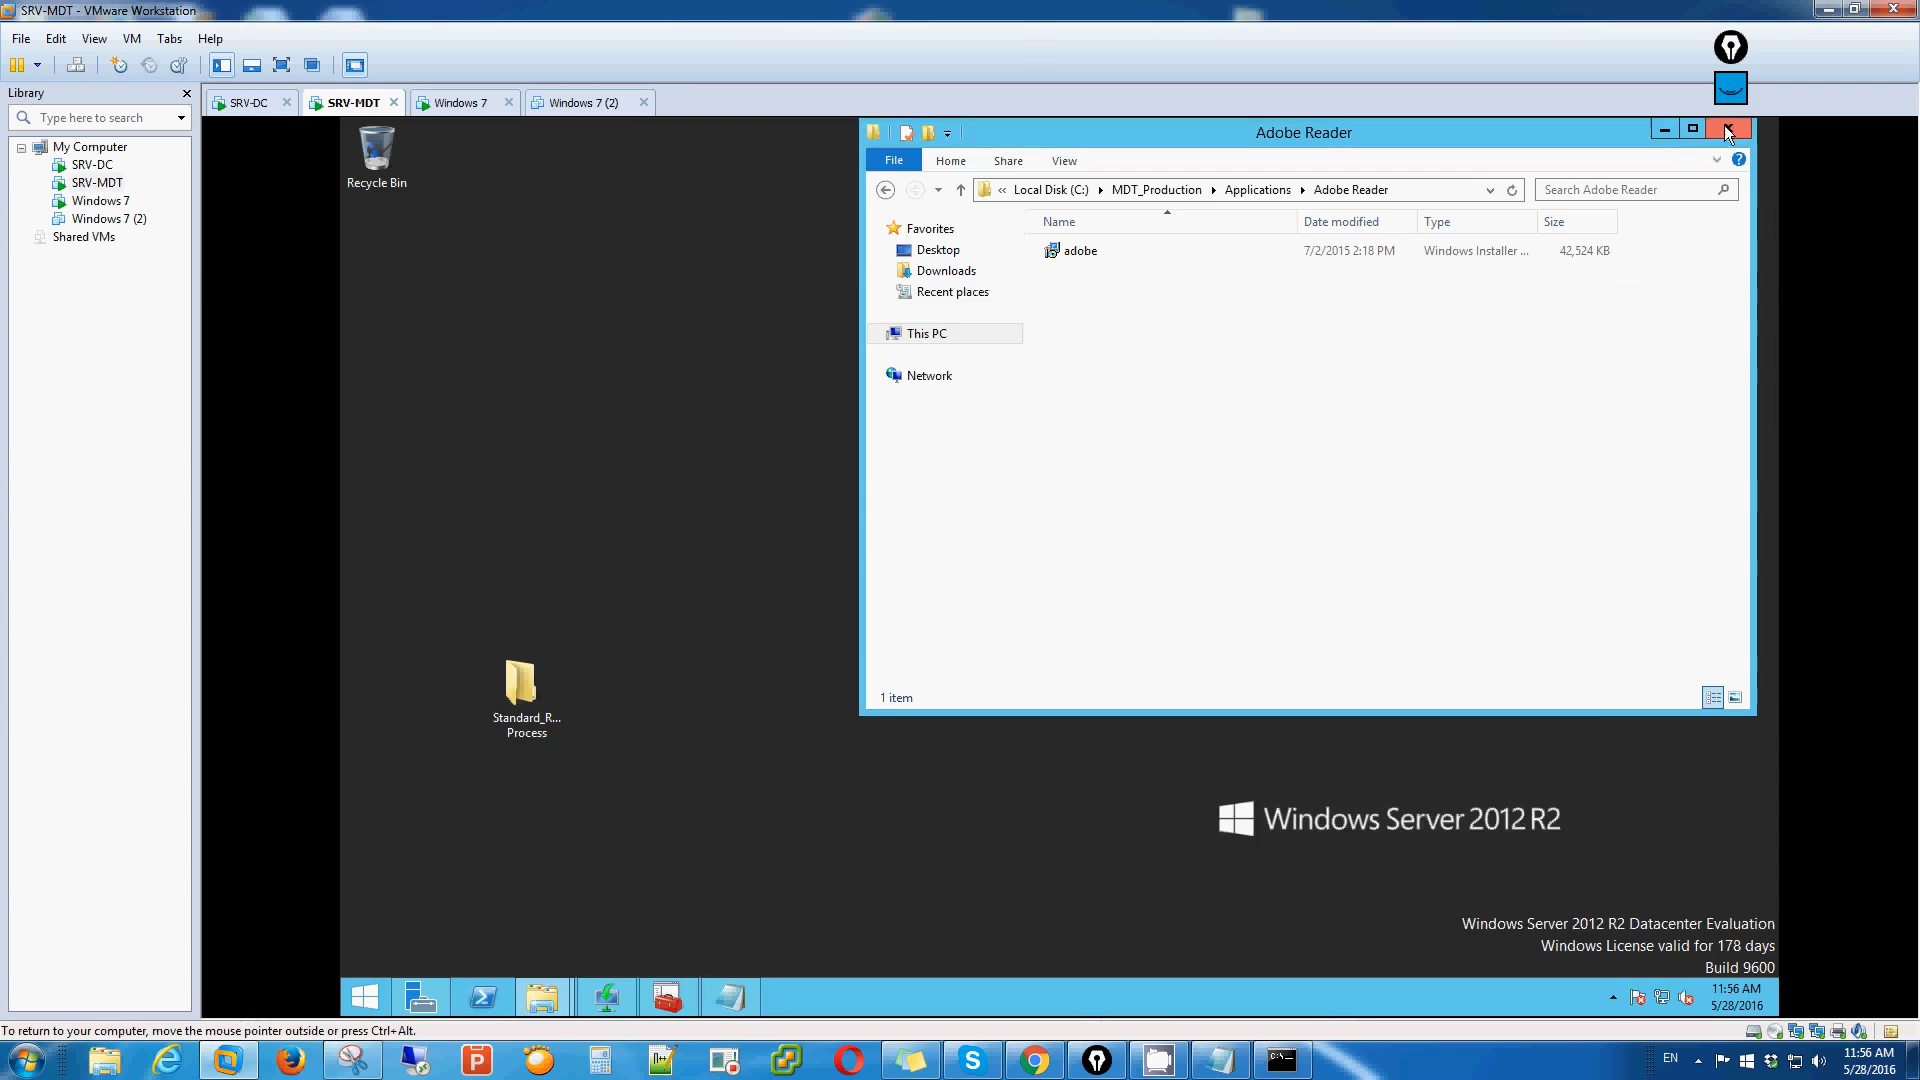 SRV-MDT - VMware Workstation
File Edit View VM Tabs Help
Library
Type here to search
My Computer
SRV-DC
SRV-MDT
Windows 7
Windows 7 (2)
Shared VMs
SRV-DC SRV-MDT Windows 7 Windows 7 (2)
Recycle Bin
Standard_R...
Process
Adobe Reader
File Home Share View
« Local Disk (C:) MDT_Production Applications Adobe Reader
Search Adobe Reader
Favorites
Desktop
Downloads
Recent places
This PC
Network
Name Date modified Type Size
adobe 7/2/2015 2:18 PM Windows Installer ... 42,524 KB
1 item
Windows Server 2012 R2
Windows Server 2012 R2 Datacenter Evaluation
Windows License valid for 178 days
Build 9600
11:56 AM
5/28/2016
To return to your computer, move the mouse pointer outside or press Ctrl+Alt.
EN
11:56 AM
5/28/2016